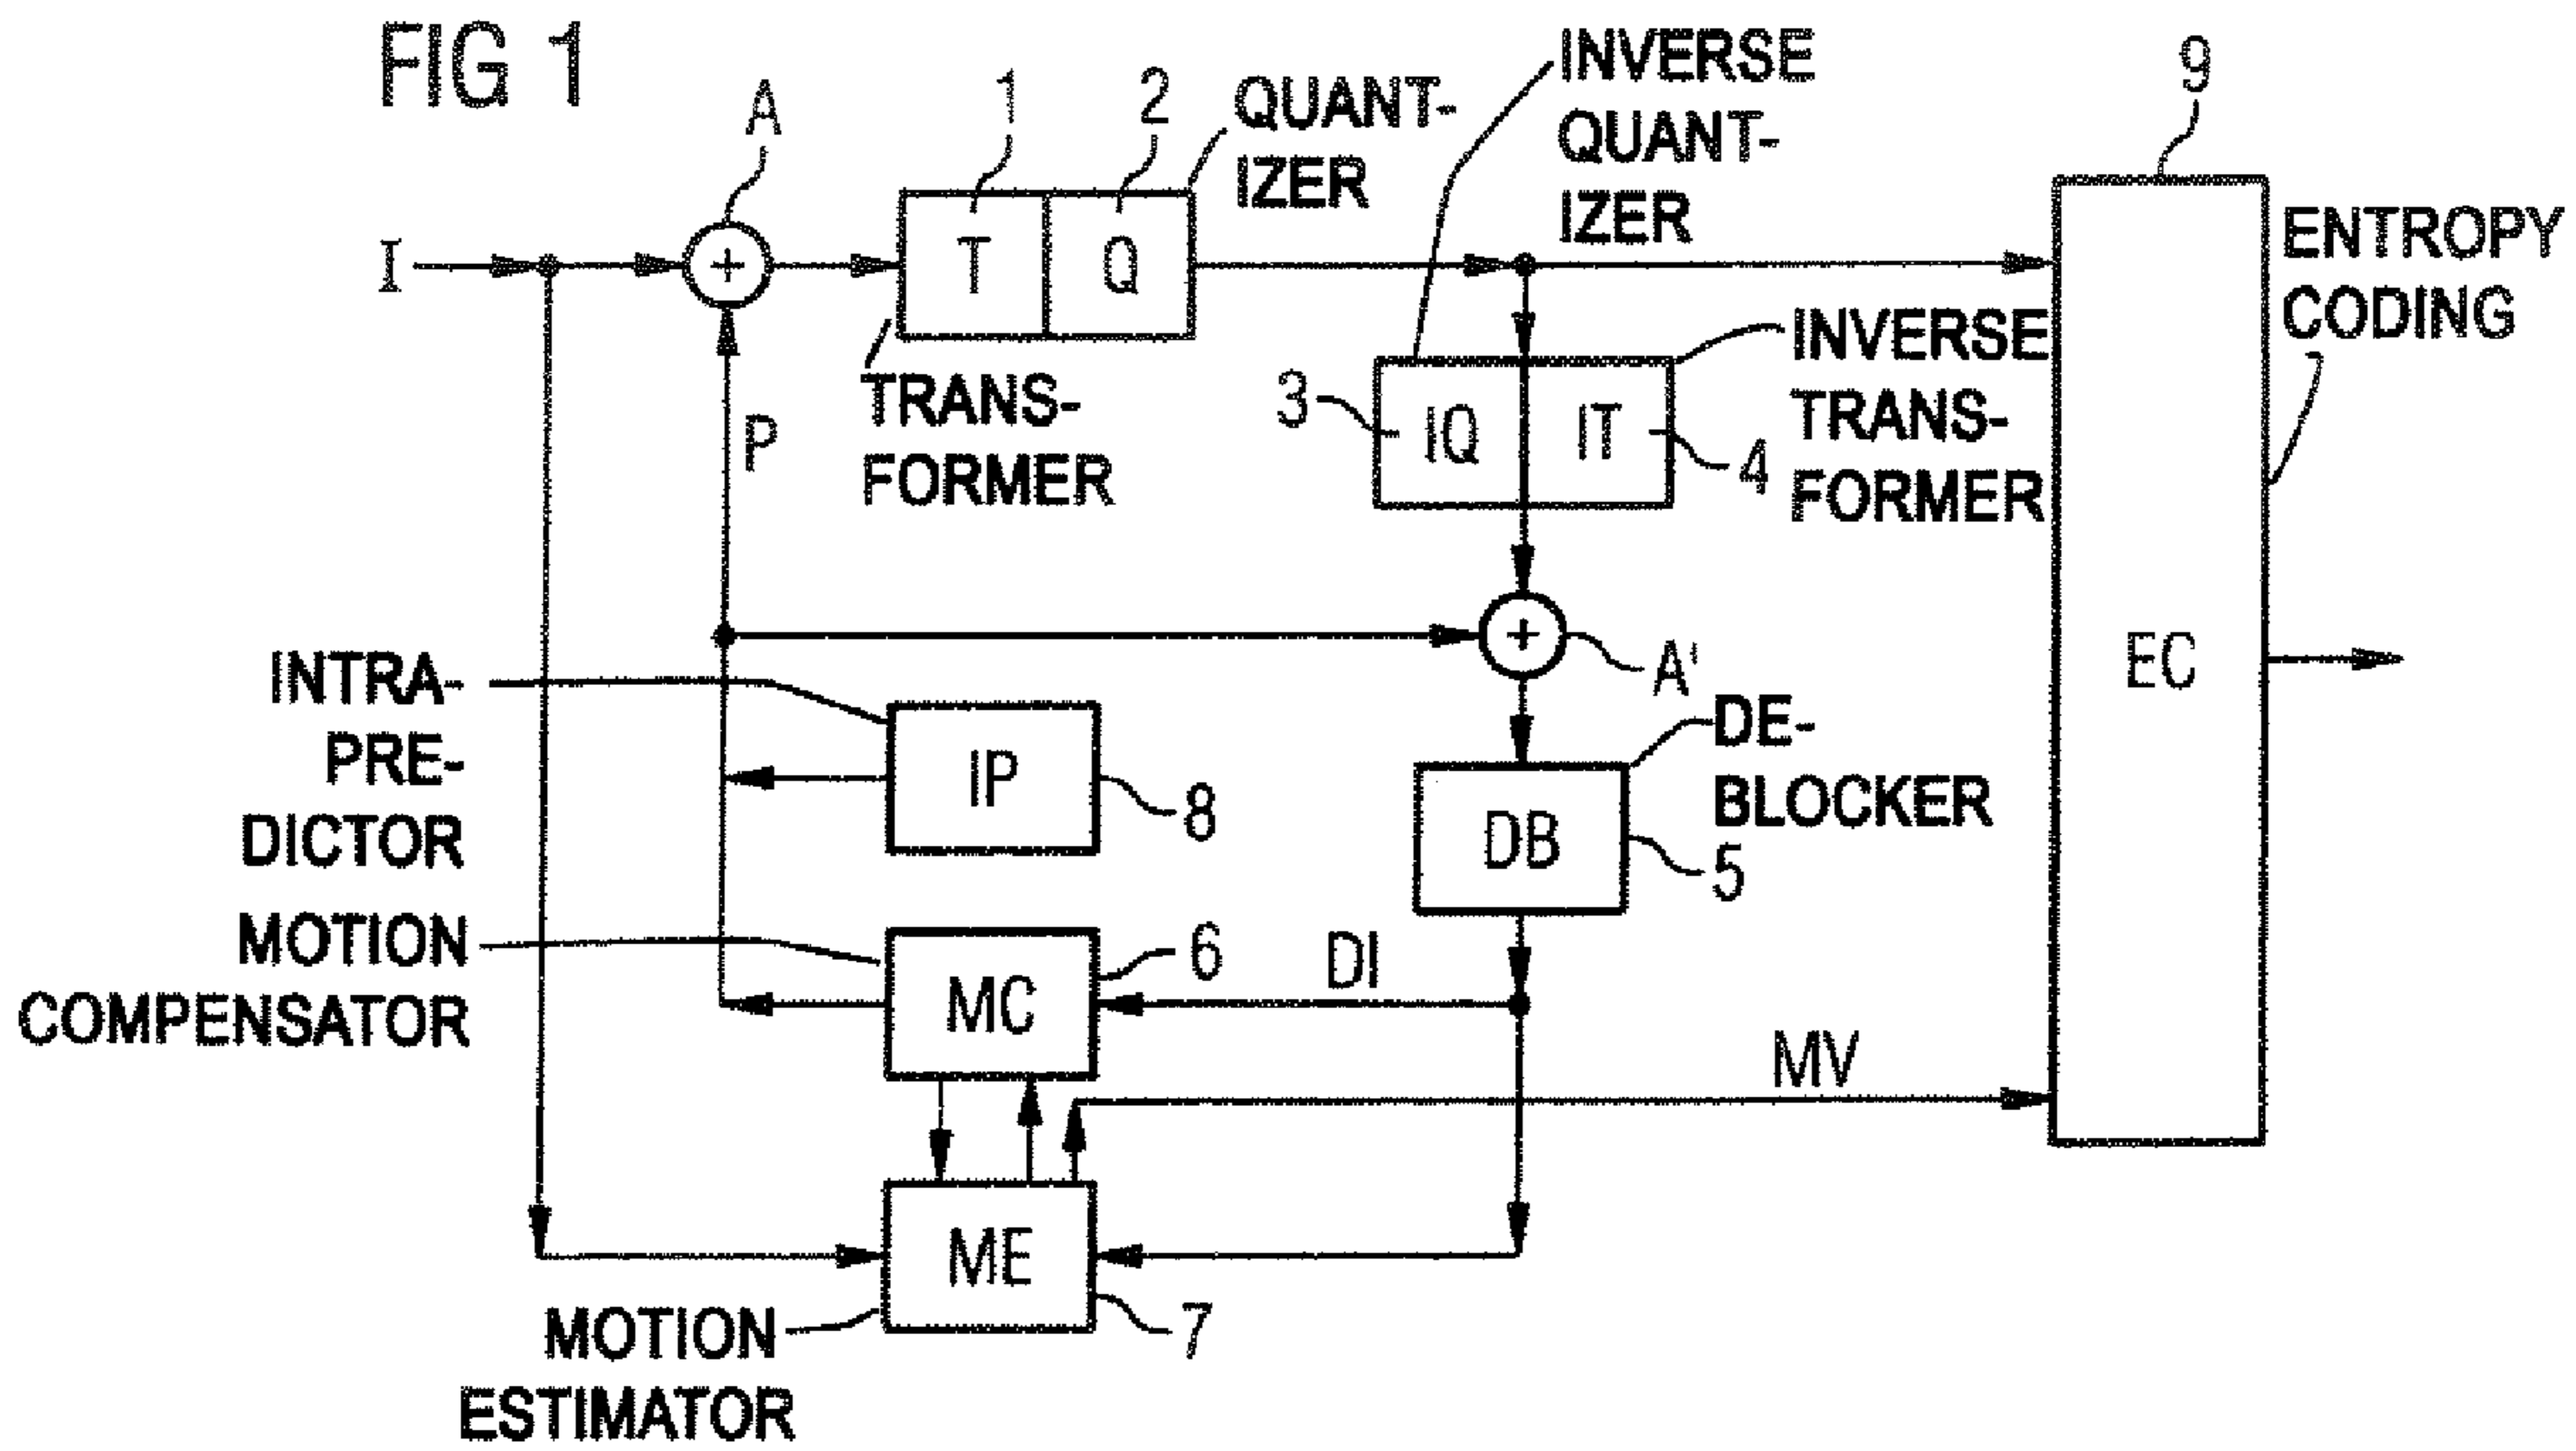 FIG 1
A
1
2
QUANT-
IZER
INVERSE
QUANT-
IZER
9
ENTROPY
CODING
I
+
T
Q
TRANS-
FORMER
P
3
IQ
IT
4
INVERSE
TRANS-
FORMER
+
A'
EC
INTRA-
PRE-
DICTOR
IP
8
DE-
BLOCKER
DB
5
MOTION
COMPENSATOR
MC
6
DI
MV
ME
7
MOTION
ESTIMATOR